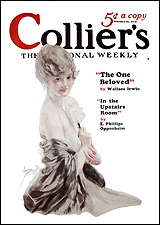 5¢ a copy
Collier's
THE NATIONAL WEEKLY
"The One
Beloved"
by Wallace Irwin
"In the
Upstairs
Room"
by
E. Phillips
Oppenheim